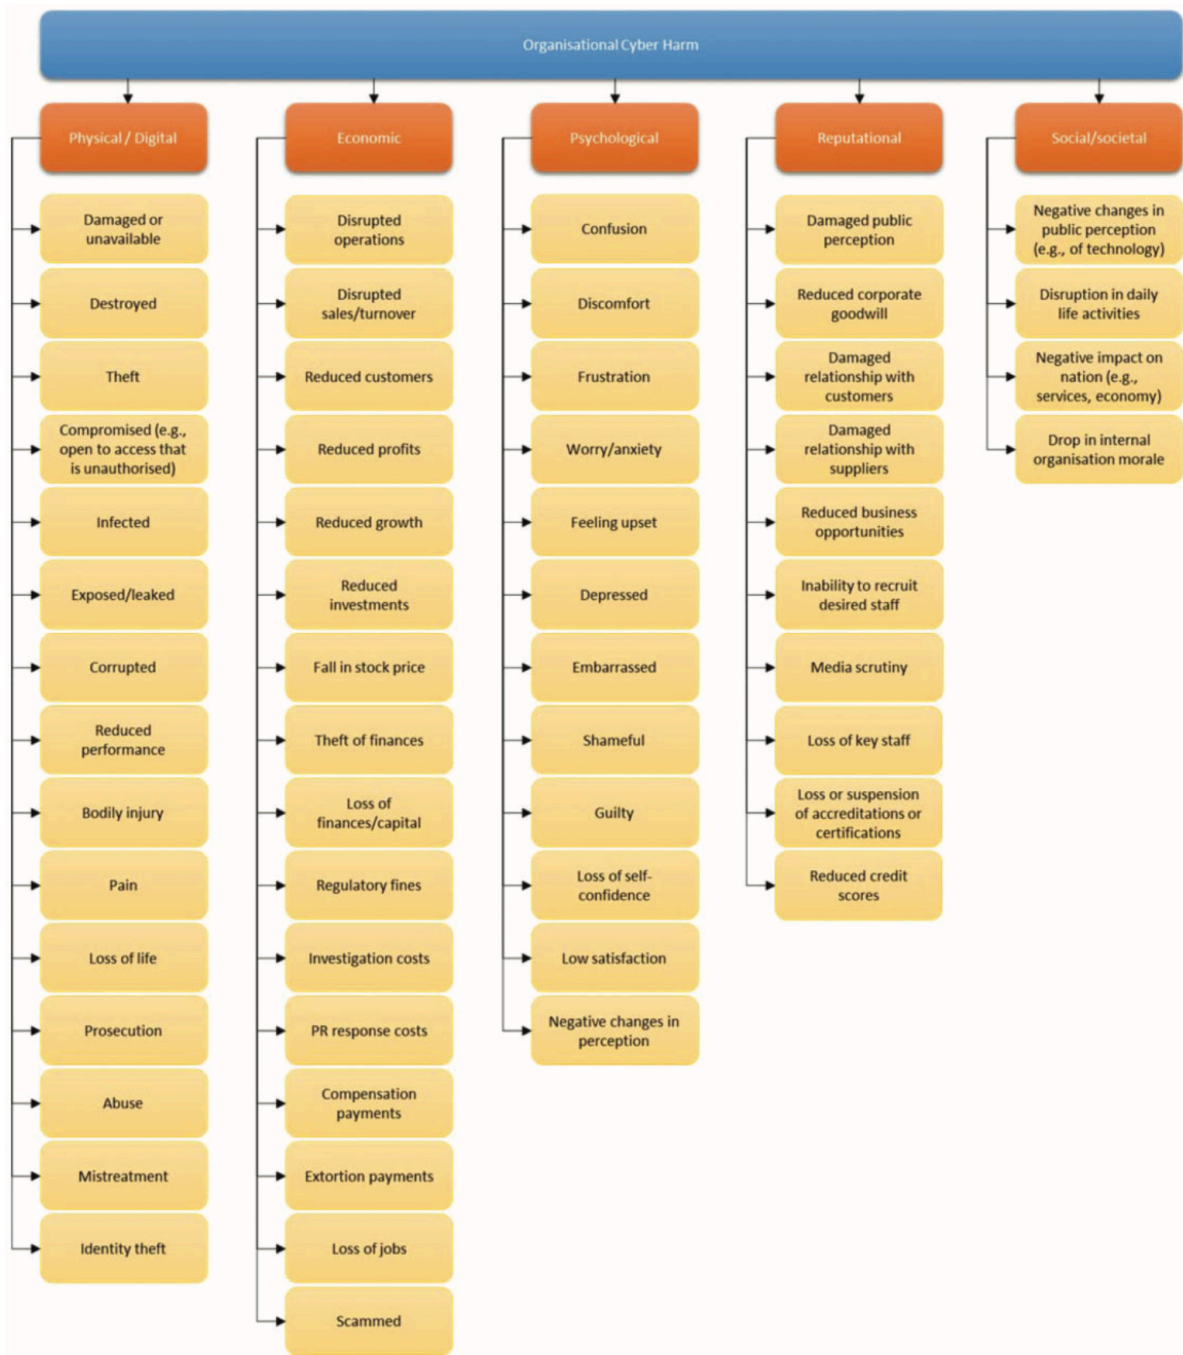 Organisational Cyber Harm
Physical / Digital
Damaged or
unavailable
Destroyed
Theft
Compromised (e.g.,
open to access that
is unauthorised)
Infected
Exposed/leaked
Corrupted
Reduced
performance
Bodily injury
Pain
Loss of life
Prosecution
Abuse
Mistreatment
Identity theft
Economic
Disrupted
operations
Disrupted
sales/turnover
Reduced customers
Reduced profits
Reduced growth
Reduced
investments
Fall in stock price
Theft of finances
Loss of
finances/capital
Regulatory fines
Investigation costs
PR response costs
Compensation
payments
Extortion payments
Loss of jobs
Scammed
Psychological
Confusion
Discomfort
Frustration
Worry/anxiety
Feeling upset
Depressed
Embarrassed
Shameful
Guilty
Loss of self-
confidence
Low satisfaction
Negative changes in
perception
Reputational
Damaged public
perception
Reduced corporate
goodwill
Damaged
relationship with
customers
Damaged
relationship with
suppliers
Reduced business
opportunities
Inability to recruit
desired staff
Media scrutiny
Loss of key staff
Loss or suspension
of accreditations or
certifications
Reduced credit
scores
Social/societal
Negative changes in
public perception
(e.g., of technology)
Disruption in daily
life activities
Negative impact on
nation (e.g.,
services, economy)
Drop in internal
organisation morale